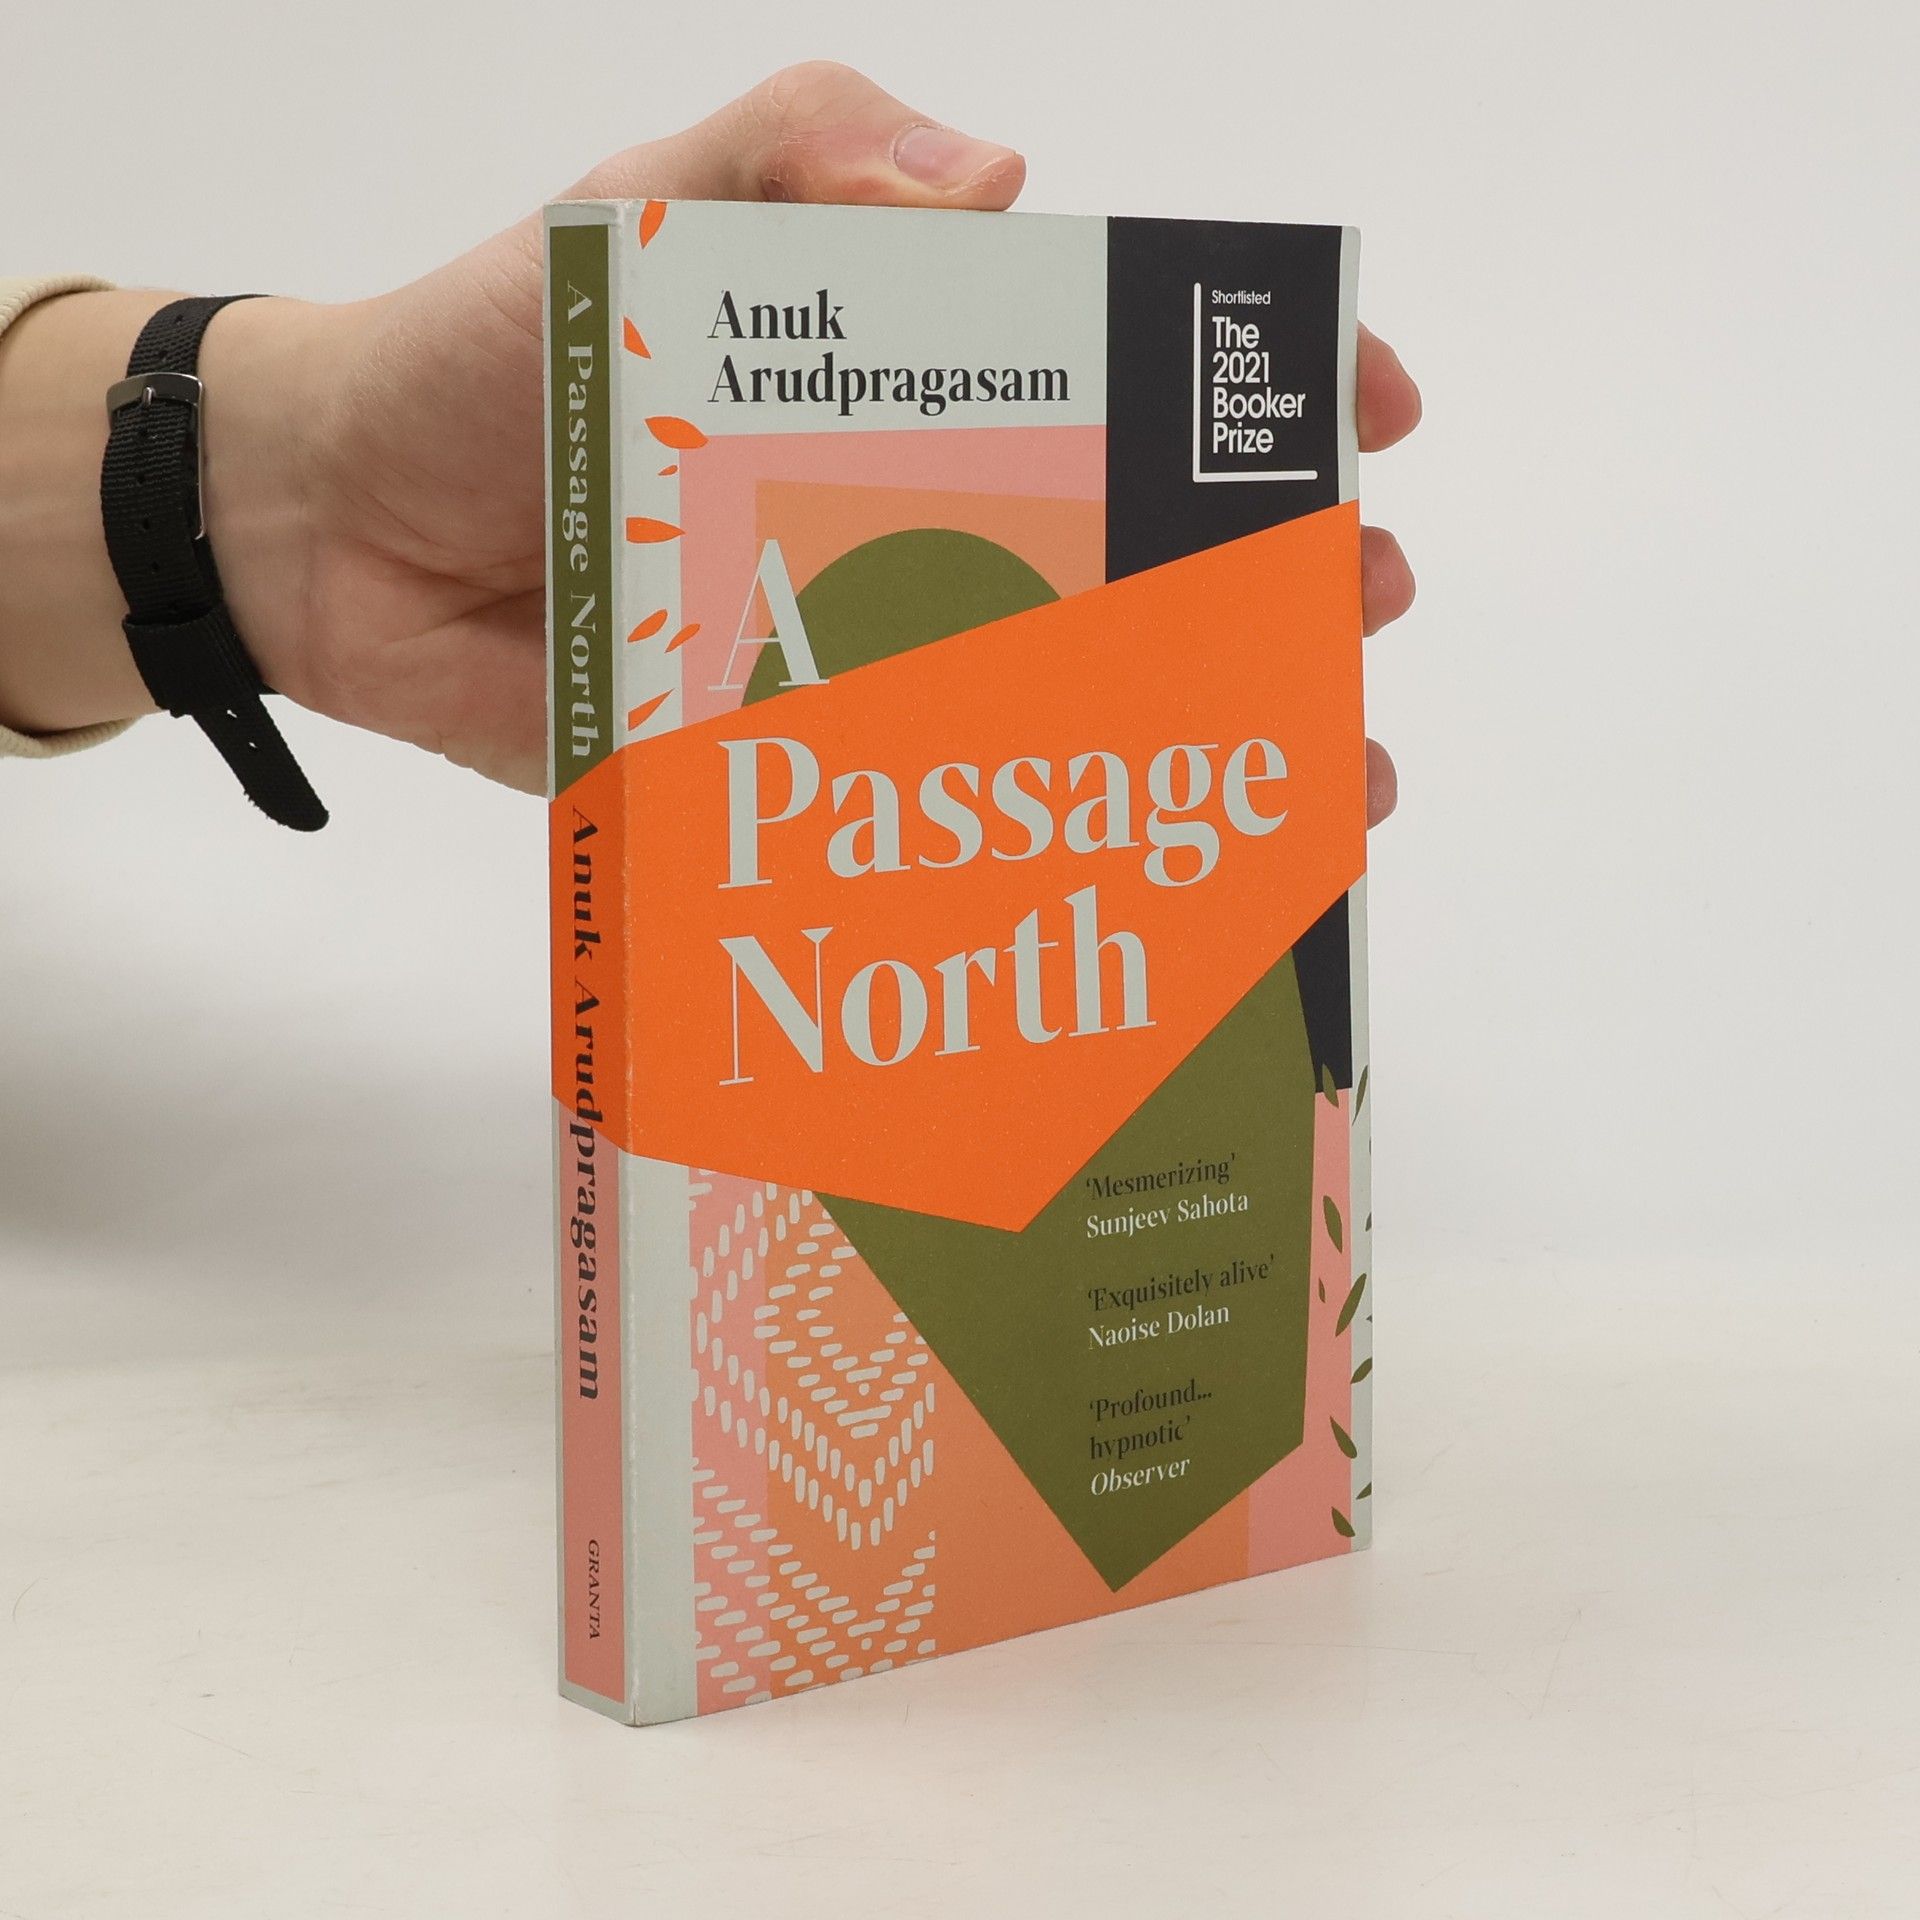 A Passage North Anuk Arudpragasam GRANTA
Anuk
Arudpragasam
Shortlisted
The
2021
Booker
Prize
A
Passage
North
‘Mesmerizing’
Sunjeev Sahota
‘Exquisitely alive’
Naoise Dolan
‘Profound...
hypnotic’
Observer